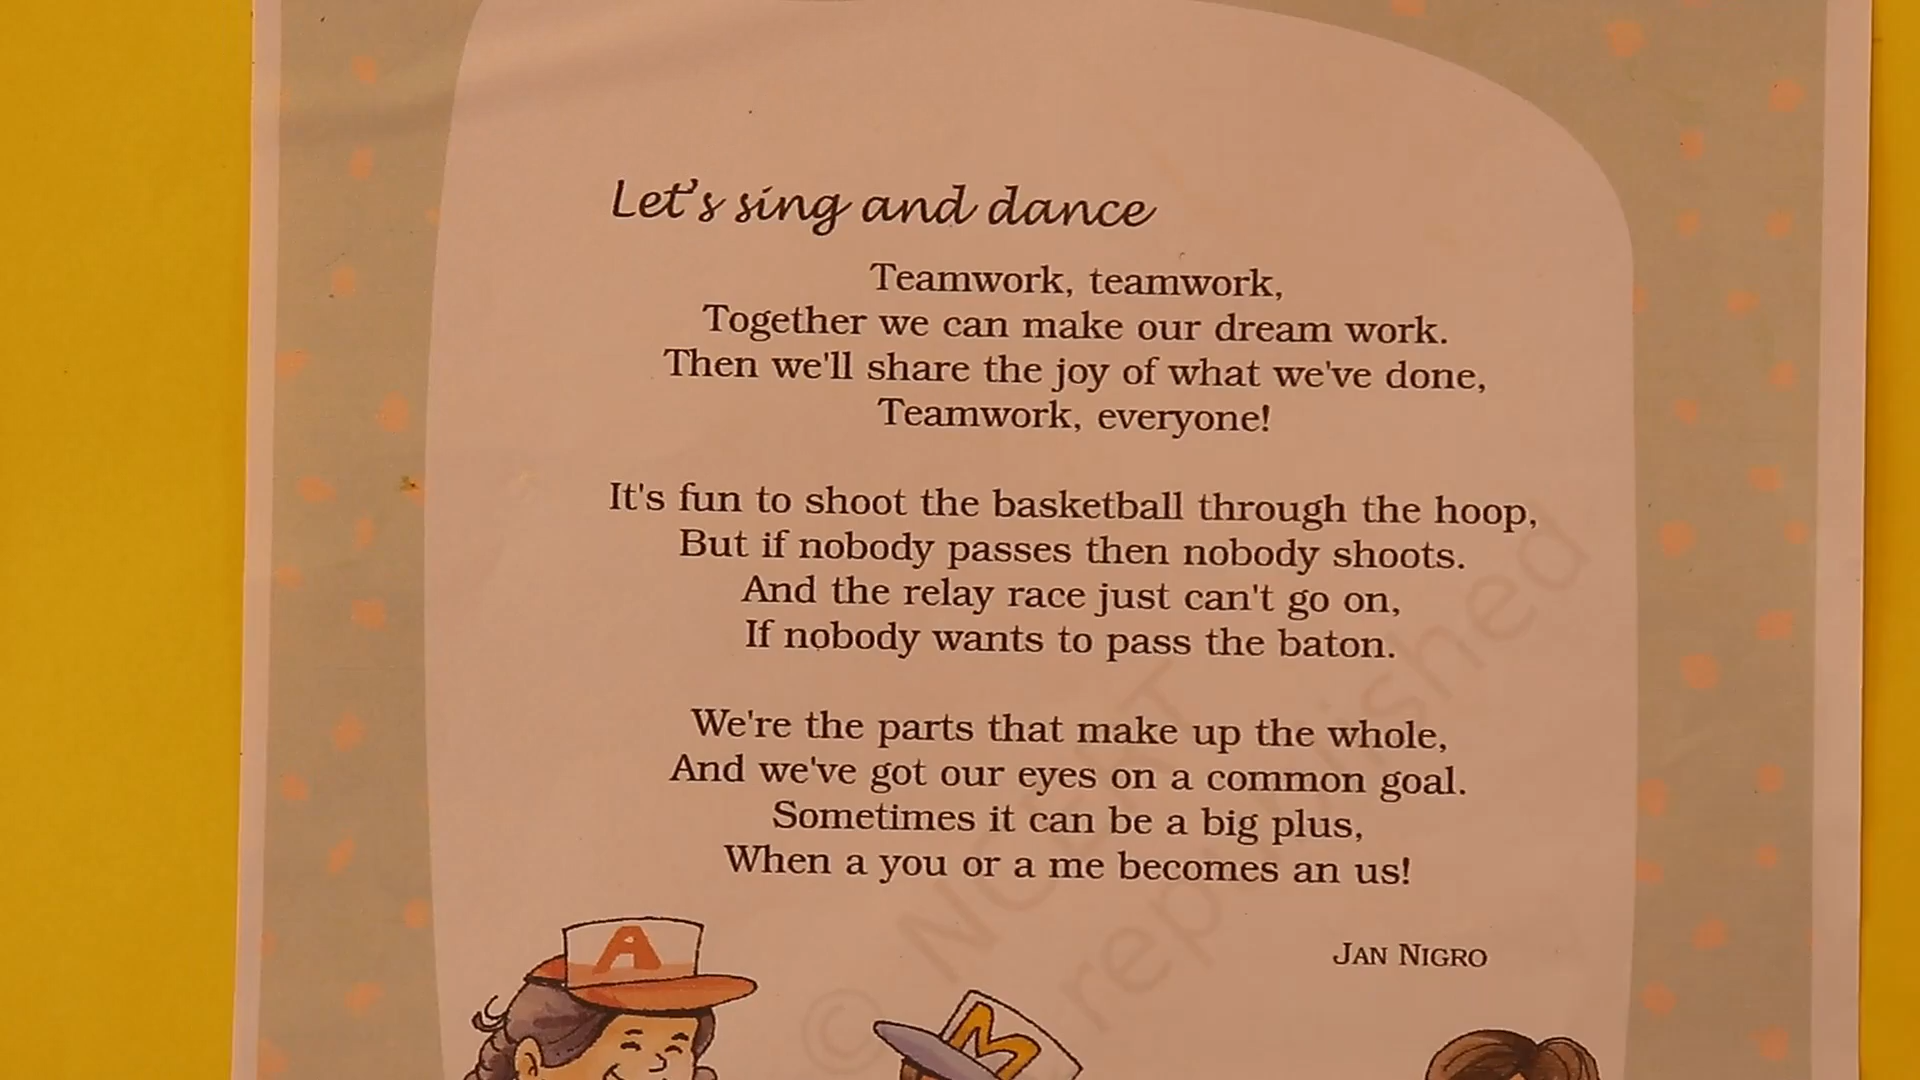 Let's sing and dance
Teamwork, teamwork,
Together we can make our dream work.
Then we'll share the joy of what we've done,
Teamwork, everyone!
It's fun to shoot the basketball through the hoop,
But if nobody passes then nobody shoots.
And the relay race just can't go on,
If nobody wants to pass the baton.
We're the parts that make up the whole,
And we've got our eyes on a common goal.
Sometimes it can be a big plus,
When a you or a me becomes an us!
JAN NIGRO
A
M
© NCERT
republished